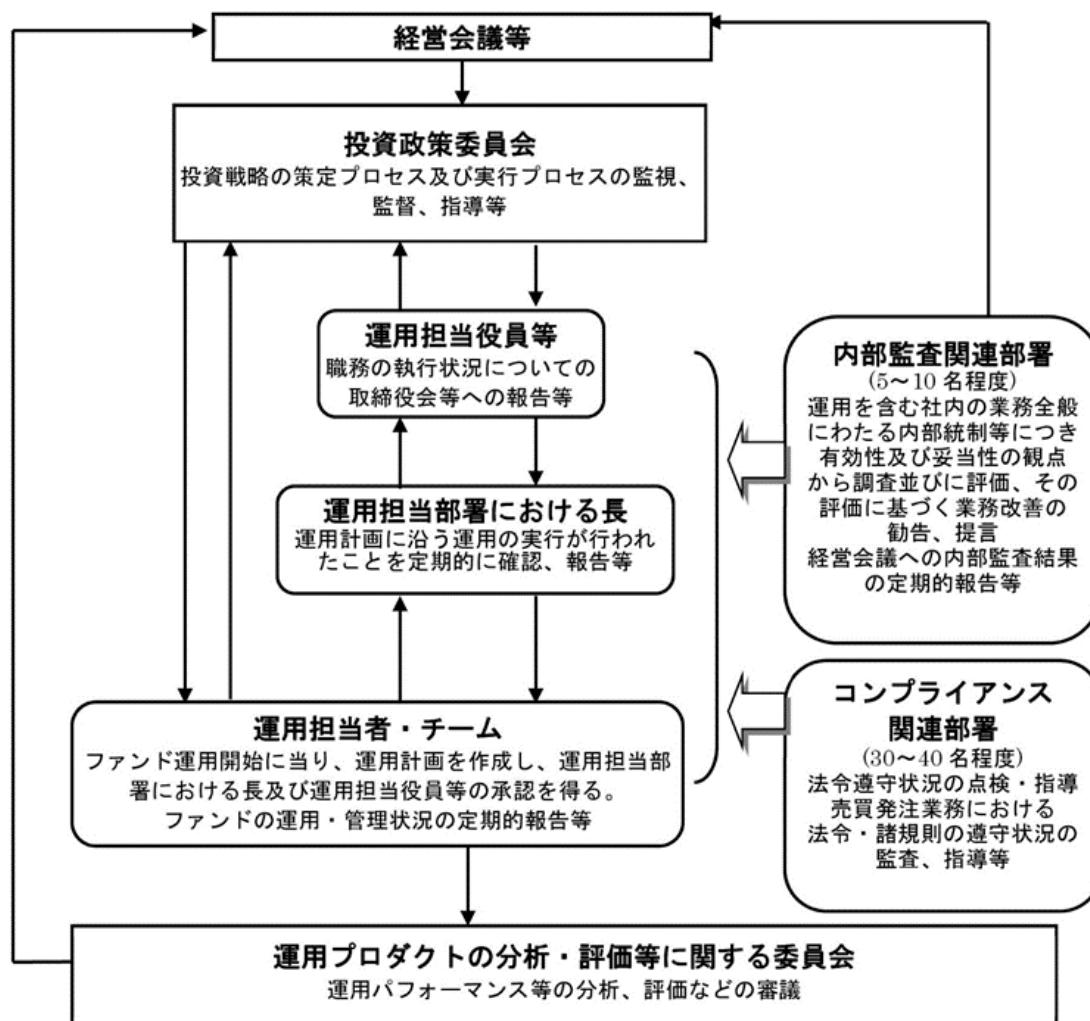 経営会議等
投資政策委員会
投資戦略の策定プロセス及び実行プロセスの監視、
監督、指導等
運用担当役員等
職務の執行状況についての
取締役会等への報告等
運用担当部署における長
運用計画に沿う運用の実行が行われ
たことを定期的に確認、報告等
運用担当者・チーム
ファンド運用開始に当り、運用計画を作成し、運用担当部
署における長及び運用担当役員等の承認を得る。
ファンドの運用・管理状況の定期的報告等
内部監査関連部署
(5～10 名程度)
運用を含む社内の業務全般
にわたる内部統制等につき
有効性及び妥当性の観点
から調査並びに評価、その
評価に基づく業務改善の
勧告、提言
経営会議への内部監査結果
の定期的報告等
コンプライアンス
関連部署
(30～40 名程度)
法令遵守状況の点検・指導
売買発注業務における
法令・諸規則の遵守状況の
監査、指導等
運用プロダクトの分析・評価等に関する委員会
運用パフォーマンス等の分析、評価などの審議